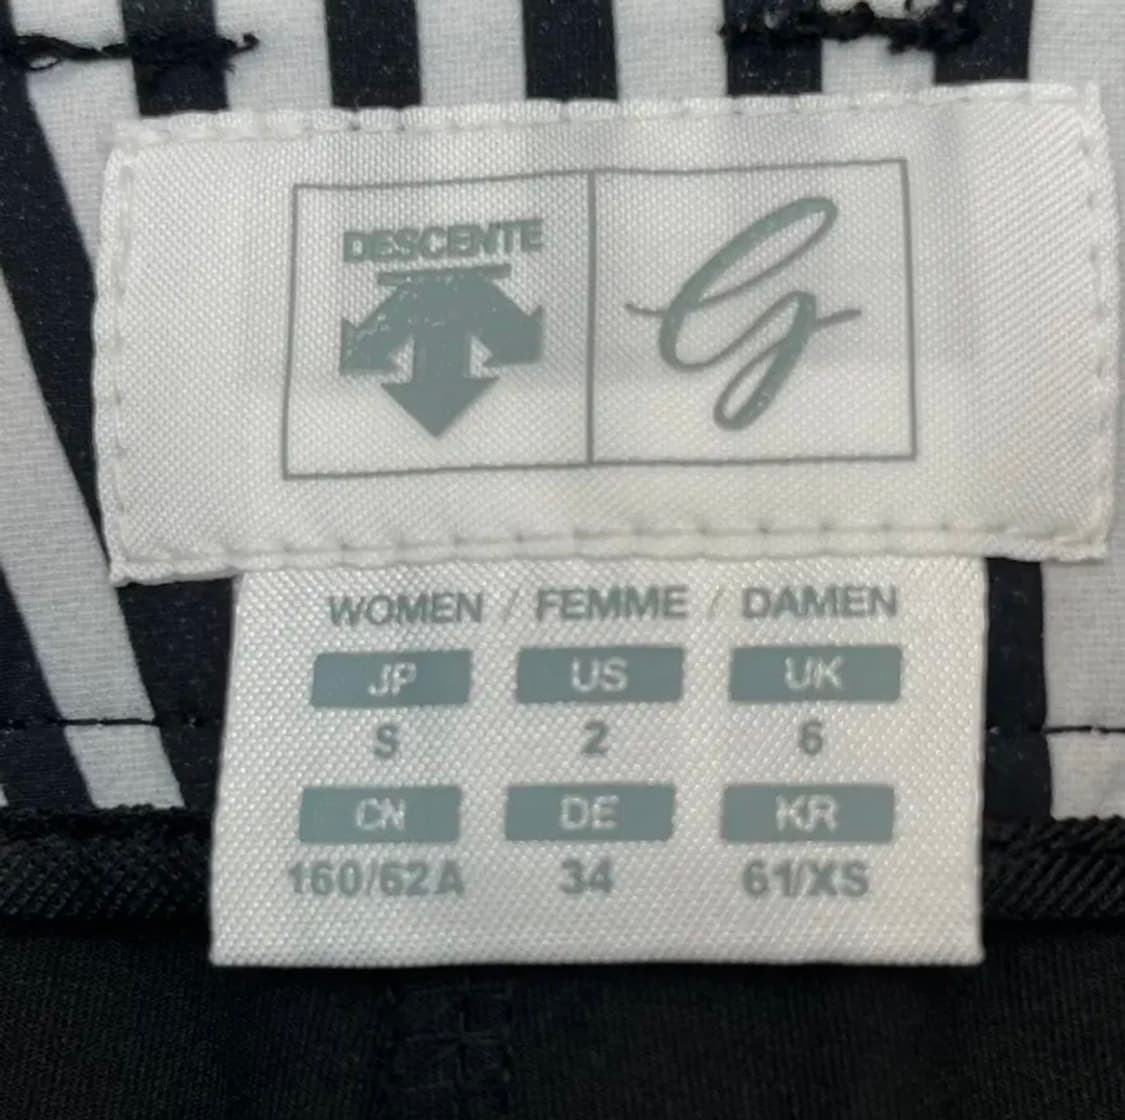 DESCENTE
G
WOMEN / FEMME / DAMEN
JP US UK
S 2 6
CN DE KR
160/62A 34 61/XS